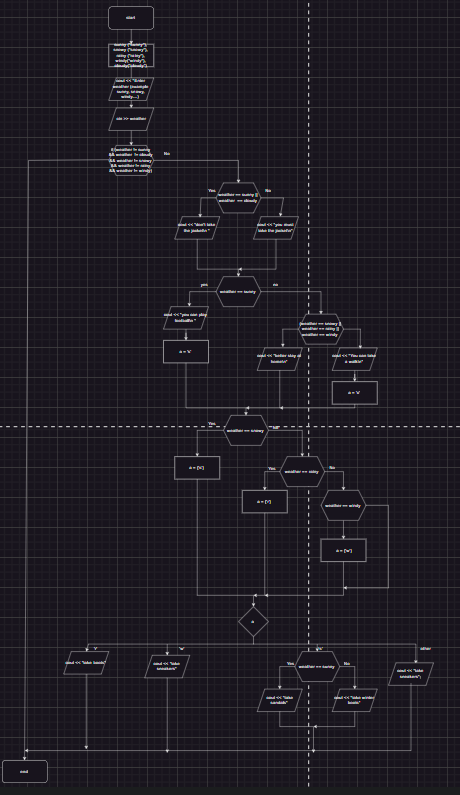 start
sunny ("sunny"),
snowy ("snowy"),
rainy ("rainy"),
windy("windy"),
cloudy("cloudy")
cout << "Enter
weather (example
sunny, snowy,
windy....)
cin >> weather
if (weather != sunny
&& weather != cloudy
&& weather != snowy
&& weather != rainy
&& weather != windy)
No
weather == sunny ||
weather == cloudy
Yes
No
cout << "don't take
the jacket\n"
cout << "you must
take the jacket\n"
weather == sunny
yes
no
cout << "you can play
football\n"
(weather == snowy ||
weather == rainy ||
weather == windy
cout << "better stay at
home\n"
cout << "You can take
a walk\n"
weather == snowy
Yes
weather == rainy
Yes
No
weather == windy
a
other
cout << "take boots"
cout << "take
sneakers"
weather == sunny
Yes
No
cout << "take
sneakers";
cout << "take
sandals"
cout << "take winter
boots"
end